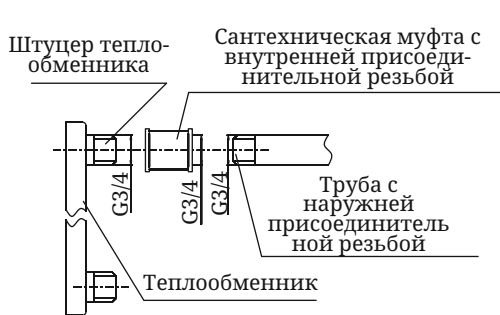 Штуцер тепло-
обменника
Сантехническая муфта с
внутренней присоеди-
нительной резьбой
G3/4
G3/4
G3/4
Труба с
наружней
присоединитель
ной резьбой
Теплообменник